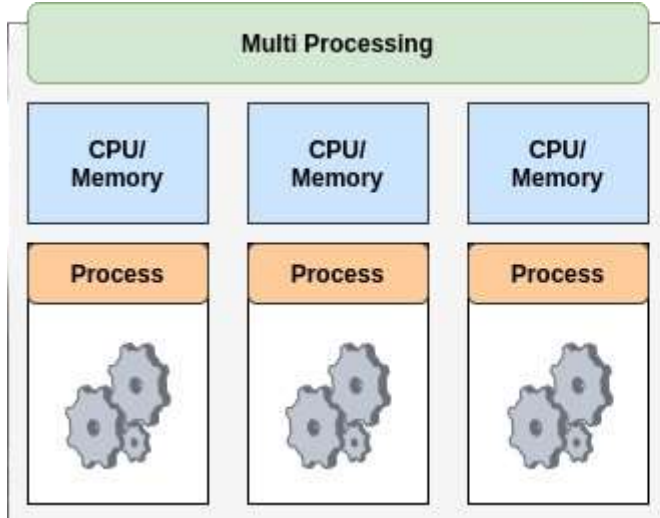 Multi Processing
CPU/
Memory
CPU/
Memory
CPU/
Memory
Process
Process
Process